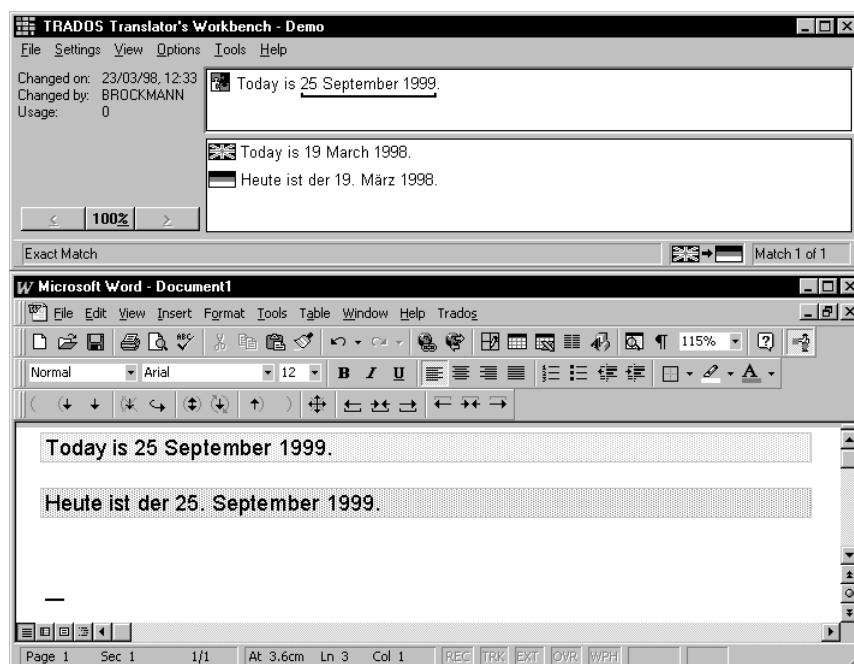 TRADOS Translator's Workbench - Demo
File Settings View Options Tools Help
Changed on: 23/03/98, 12:33
Changed by: BROCKMANN
Usage: 0
Today is 25 September 1999.
Today is 19 March 1998.
Heute ist der 19. März 1998.
< 100% >
Exact Match
Match 1 of 1
W Microsoft Word - Document1
File Edit View Insert Format Tools Table Window Help Trados
ABC 115%
Normal Arial 12 B I U A
Today is 25 September 1999.
Heute ist der 25. September 1999.
Page 1 Sec 1 1/1 At 3.6cm Ln 3 Col 1 REC TRK EXT OVR WPH